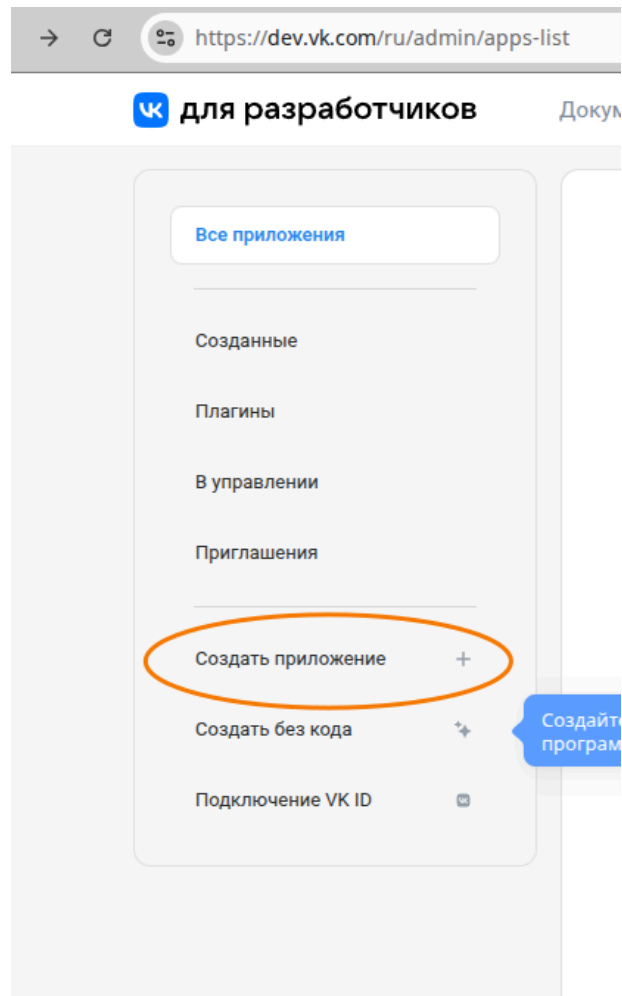 https://dev.vk.com/ru/admin/apps-list
для разработчиков
Все приложения
Созданные
Плагины
В управлении
Приглашения
Создать приложение
Создать без кода
Подключение VK ID